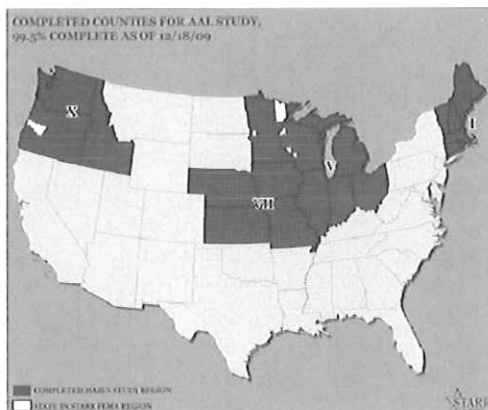 COMPLETED COUNTIES FOR AAL STUDY,
99.5% COMPLETE AS OF 12/18/09
X
I
V
VII
COMPLETED HAZUS STUDY REGION
STATE IN STARR FEMA REGION
STARR